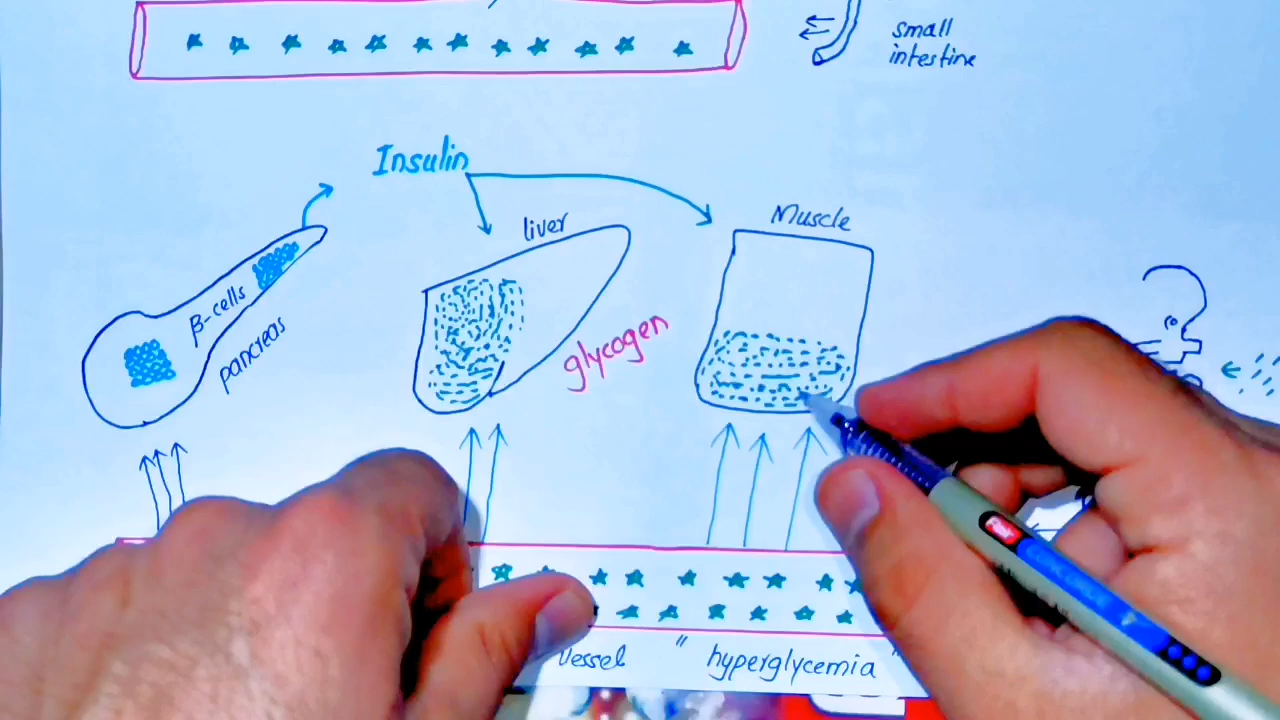 small
intestine
Insulin
liver
Muscle
β-cells
pancreas
glycogen
Vessel "hyperglycemia"